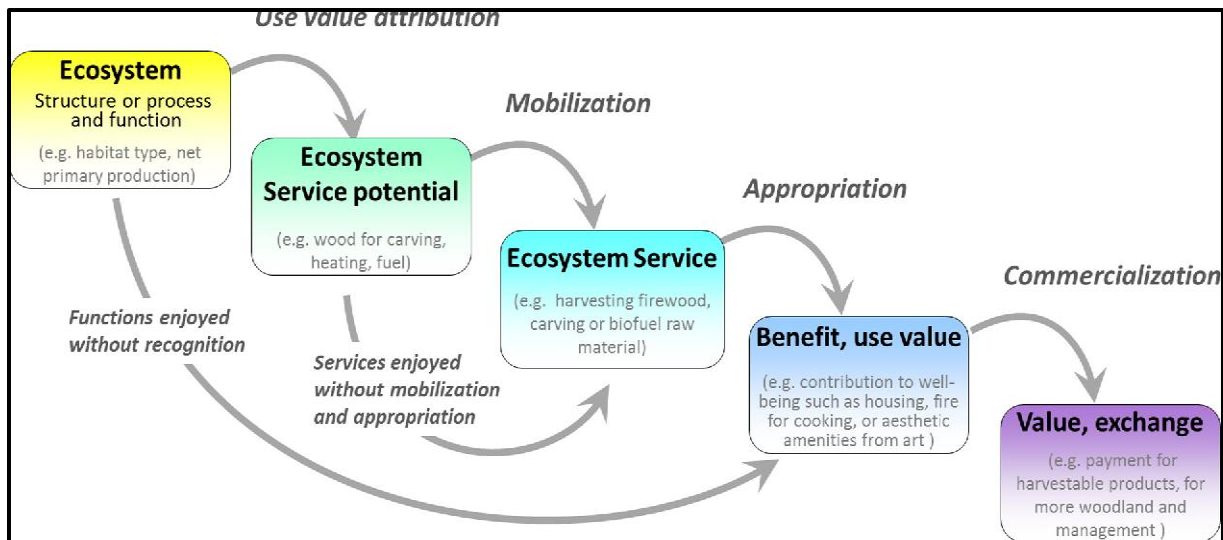 Use value attribution
Ecosystem
Structure or process
and function
(e.g. habitat type, net
primary production)
Mobilization
Ecosystem
Service potential
(e.g. wood for carving,
heating, fuel)
Appropriation
Ecosystem Service
(e.g. harvesting firewood,
carving or biofuel raw
material)
Commercialization
Functions enjoyed
without recognition
Services enjoyed
without mobilization
and appropriation
Benefit, use value
(e.g. contribution to well-
being such as housing, fire
for cooking, or aesthetic
amenities from art )
Value, exchange
(e.g. payment for
harvestable products, for
more woodland and
management )